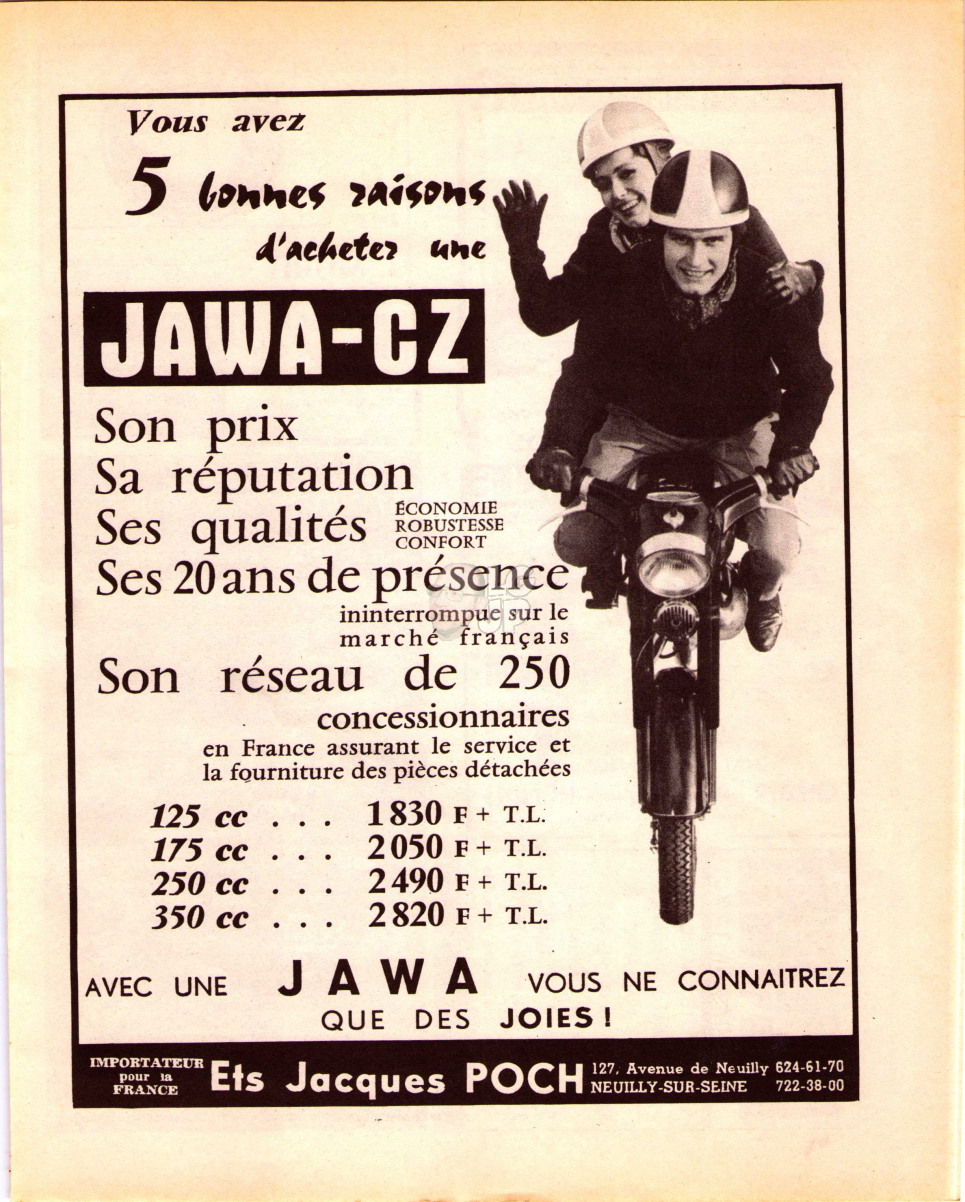 Vous avez
5 bonnes raisons
d'acheter une
JAWA-CZ
Son prix
Sa réputation
Ses qualités
ÉCONOMIE
ROBUSTESSE
CONFORT
Ses 20 ans de présence
ininterrompue sur le
marché français
Son réseau de 250
concessionnaires
en France assurant le service et
la fourniture des pièces détachées
125 cc . . . 1830 F + T.L.
175 cc . . . 2050 F + T.L.
250 cc . . . 2490 F + T.L.
350 cc . . . 2820 F + T.L.
AVEC UNE JAWA VOUS NE CONNAITREZ
QUE DES JOIES !
IMPORTATEUR
pour la
FRANCE
Ets Jacques POCH
127, Avenue de Neuilly 624-61-70
NEUILLY-SUR-SEINE 722-38-00